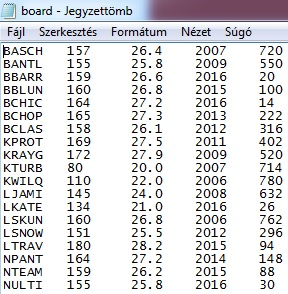 board - Jegyzettömb
Fájl Szerkesztés Formátum Nézet Súgó
BASCH 157 26.4 2007 720
BANTL 155 25.8 2009 550
BBARR 159 26.6 2016 20
BBLUN 160 26.8 2015 100
BCHIC 164 27.2 2016 14
BCHOP 165 27.3 2013 222
BCLAS 158 26.1 2012 316
KPROT 169 27.5 2011 402
KRAYG 172 27.9 2009 520
KTURB 80 20.0 2007 714
KWILQ 110 22.0 2006 780
LJAMI 145 24.0 2008 632
LKATE 134 21.0 2016 26
LSKUN 160 26.8 2006 762
LSNOW 151 25.5 2012 296
LTRAV 180 28.2 2015 94
NPANT 164 27.2 2014 148
NTEAM 159 26.2 2015 88
NULTI 155 25.8 2016 30